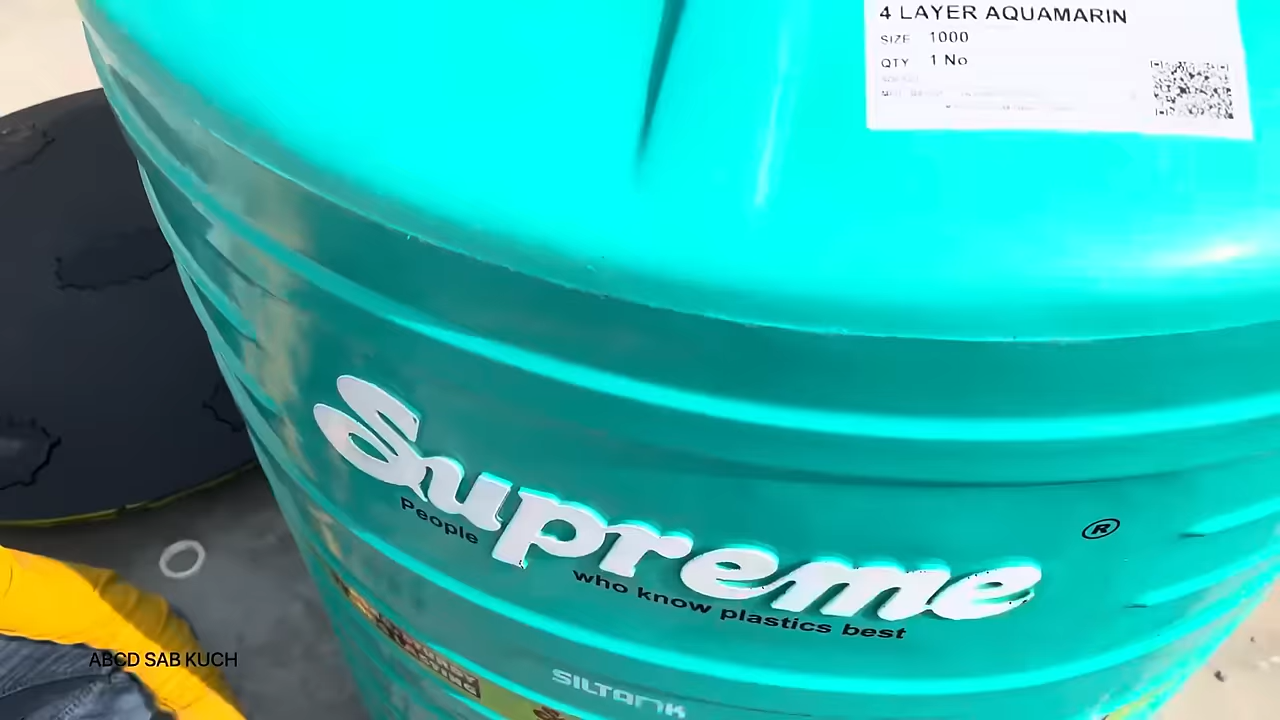 4 LAYER AQUAMARIN
SIZE 1000
QTY 1 No
Supreme ®
People who know plastics best
SILTANK
ABCD SAB KUCH